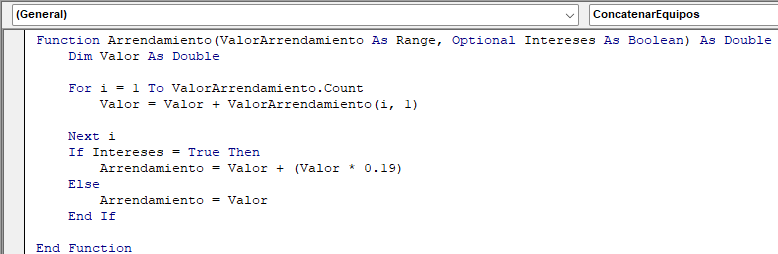 (General) ConcatenarEquipos
Function Arrendamiento(ValorArrendamiento As Range, Optional Intereses As Boolean) As Double
Dim Valor As Double
For i = 1 To ValorArrendamiento.Count
Valor = Valor + ValorArrendamiento(i, 1)
Next i
If Intereses = True Then
Arrendamiento = Valor + (Valor * 0.19)
Else
Arrendamiento = Valor
End If
End Function